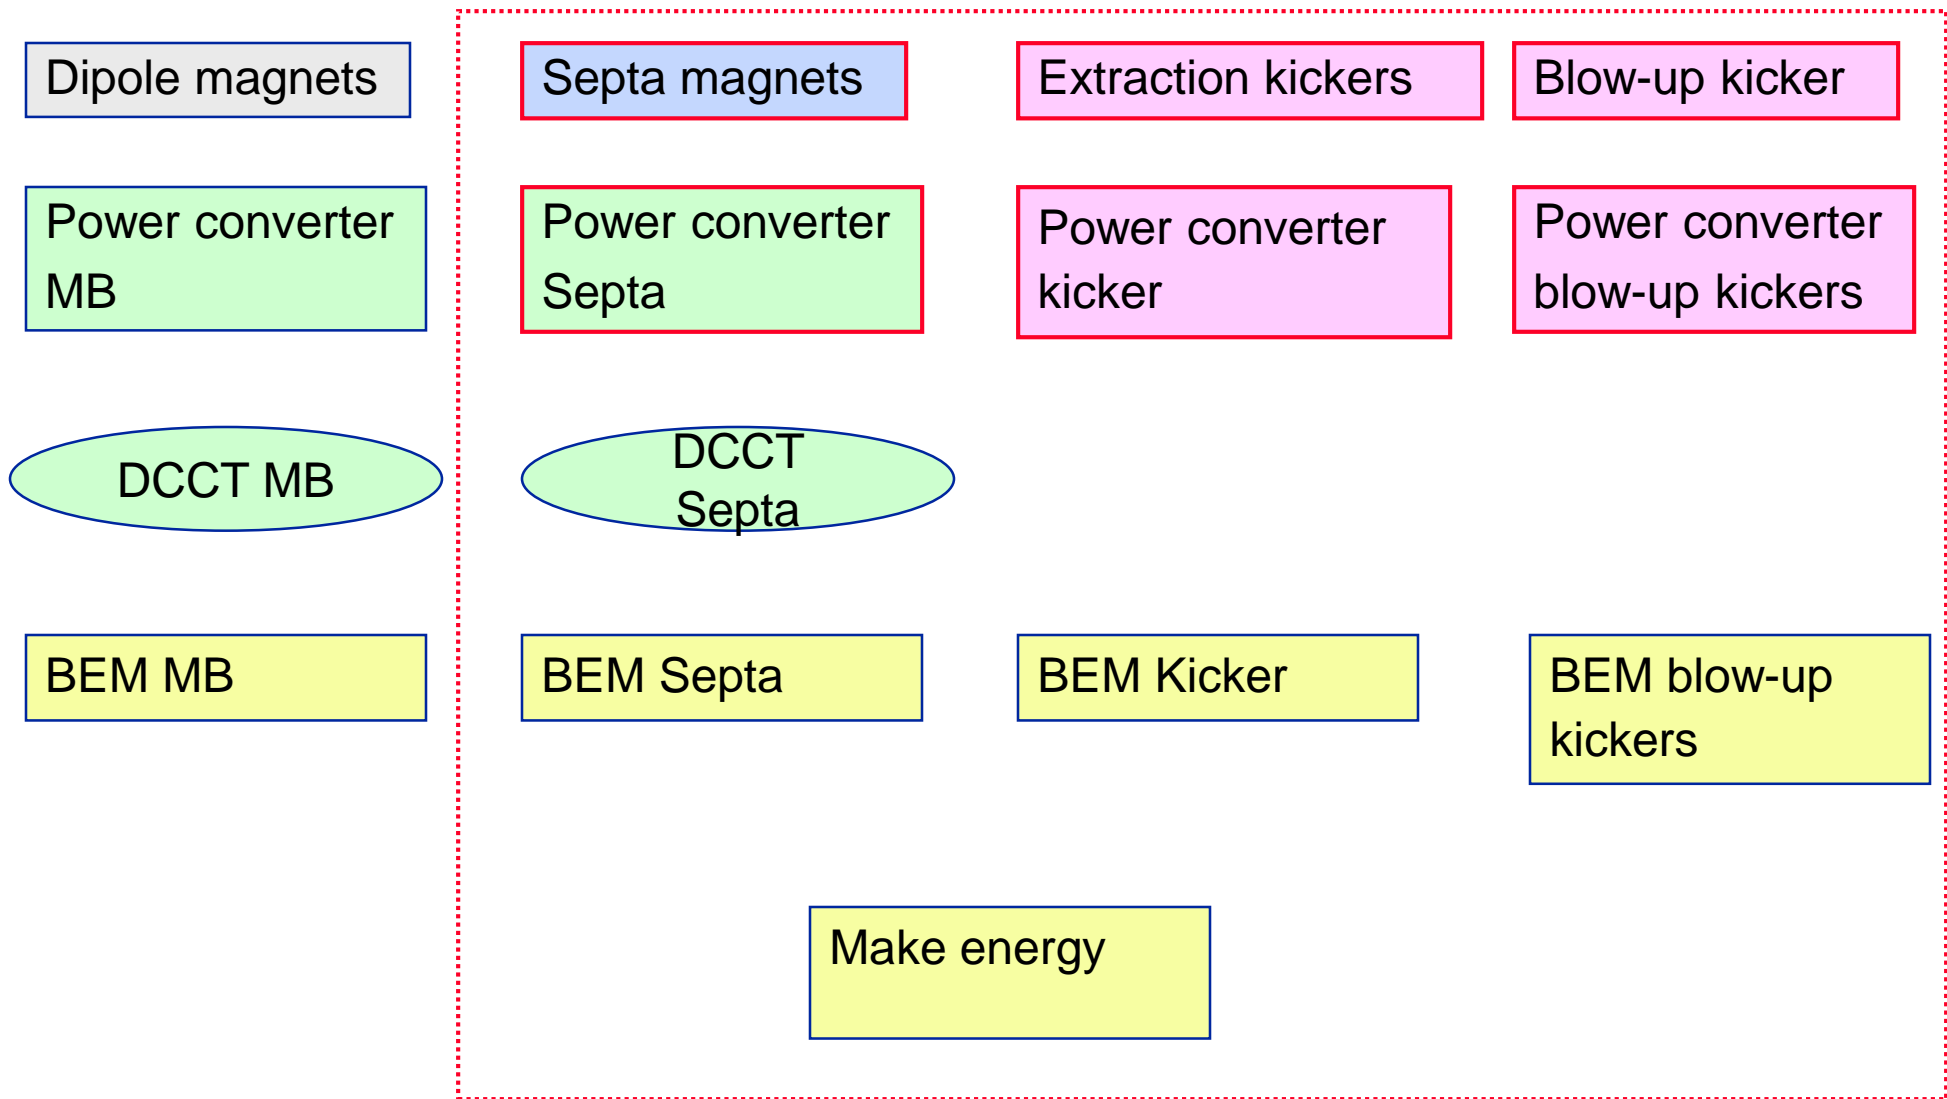 Dipole magnets
Septa magnets
Extraction kickers
Blow-up kicker
Power converter
MB
Power converter
Septa
Power converter
kicker
Power converter
blow-up kickers
DCCT MB
DCCT
Septa
BEM MB
BEM Septa
BEM Kicker
BEM blow-up
kickers
Make energy